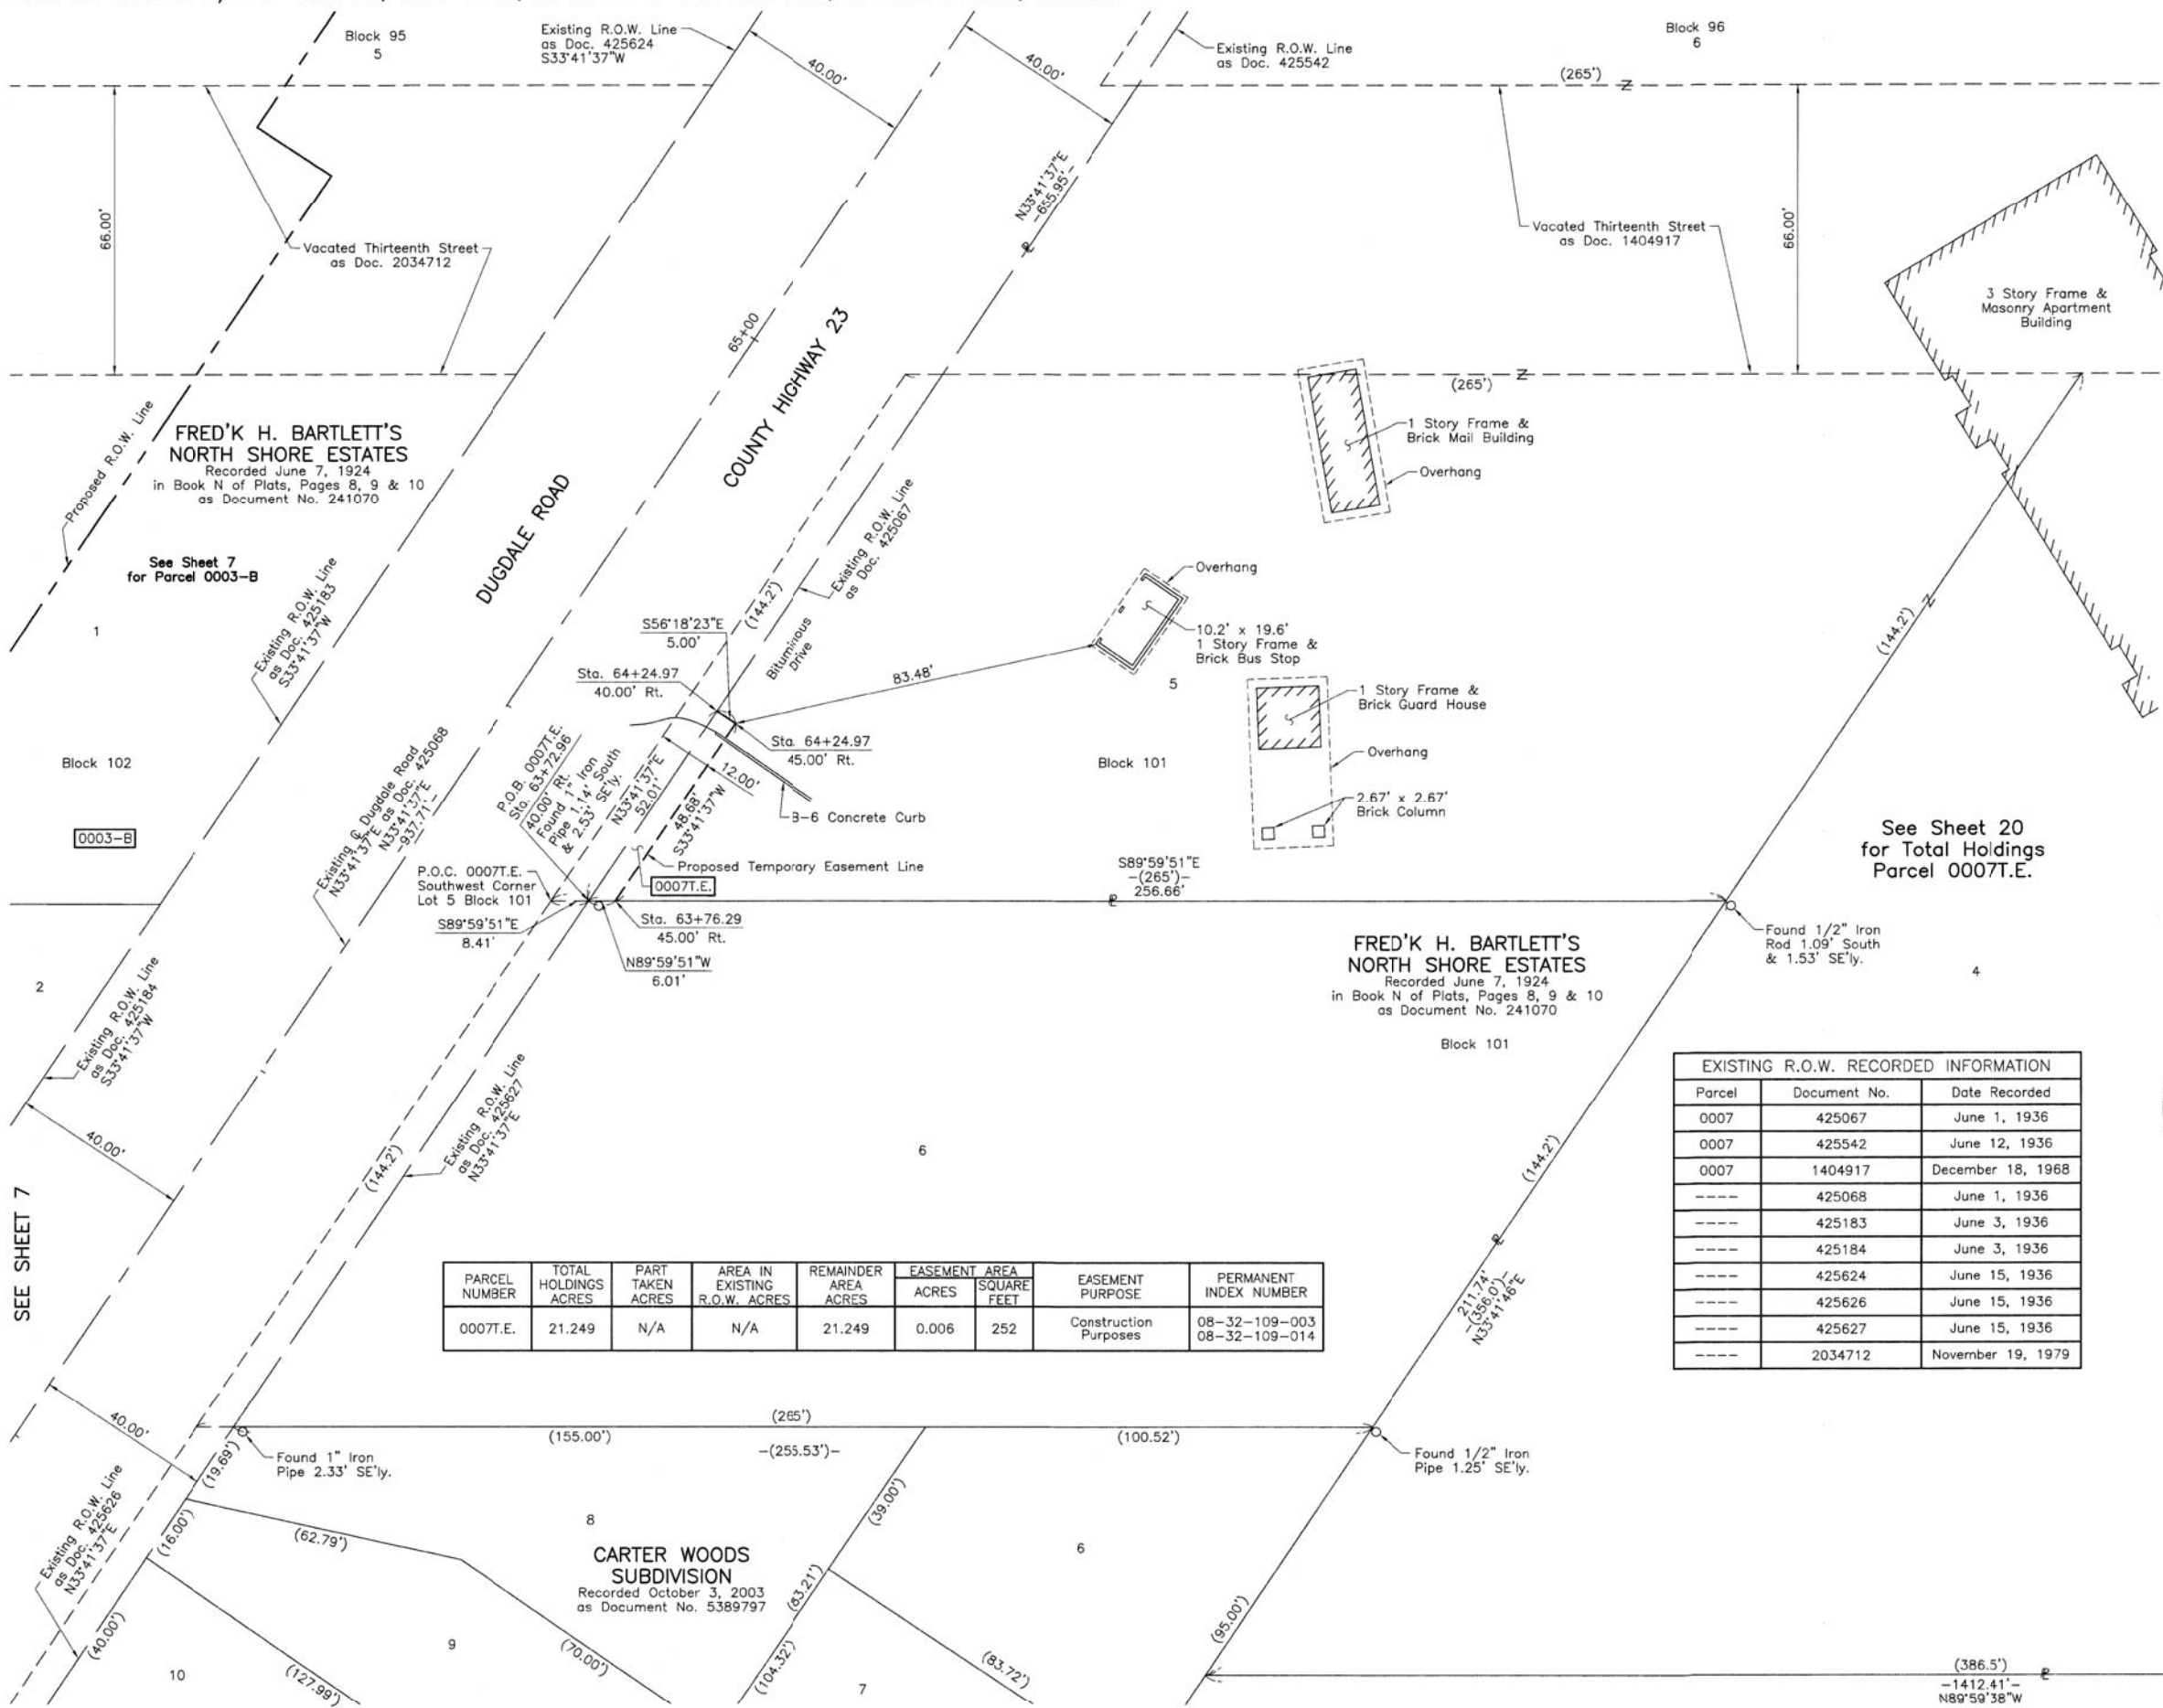 Block 95
5
Existing R.O.W. Line
as Doc. 425624
S33°41'37"W
40.00'
40.00'
Existing R.O.W. Line
as Doc. 425542
Block 96
6
(265')
66.00'
Vacated Thirteenth Street
as Doc. 2034712
N33°41'37"E
-655.95'-
Vacated Thirteenth Street
as Doc. 1404917
66.00'
3 Story Frame &
Masonry Apartment
Building
65+00
COUNTY HIGHWAY 23
DUGDALE ROAD
(265')
Proposed R.O.W. Line
FRED'K H. BARTLETT'S
NORTH SHORE ESTATES
Recorded June 7, 1924
in Book N of Plats, Pages 8, 9 & 10
as Document No. 241070
See Sheet 7
for Parcel 0003-B
1
Existing R.O.W. Line
as Doc. 425183
S33°41'37"W
1 Story Frame &
Brick Mail Building
Overhang
Existing R.O.W. Line
as Doc. 425067
(144.2')
Bituminous
Drive
S56°18'23"E
5.00'
Sta. 64+24.97
40.00' Rt.
83.48'
Overhang
10.2' x 19.6'
1 Story Frame &
Brick Bus Stop
5
(144.2')
1 Story Frame &
Brick Guard House
Overhang
2.67' x 2.67'
Brick Column
Sta. 64+24.97
45.00' Rt.
12.00'
B-6 Concrete Curb
Block 101
Block 102
0003-B
Existing ℄ Dugdale Road
N33°41'37"E as Doc. 425068
N33°41'37"E
-937.71'-
P.O.B. 0007T.E.
Sta. 63+72.96
40.00' Rt.
Found 1" Iron
Pipe 1.14' South
& 2.53' SE'ly.
N33°41'37"E
52.01'
48.68'
S33°41'37"W
Proposed Temporary Easement Line
0007T.E.
P.O.C. 0007T.E.
Southwest Corner
Lot 5 Block 101
S89°59'51"E
8.41'
Sta. 63+76.29
45.00' Rt.
N89°59'51"W
6.01'
S89°59'51"E
-(265')-
256.66'
See Sheet 20
for Total Holdings
Parcel 0007T.E.
Found 1/2" Iron
Rod 1.09' South
& 1.53' SE'ly.
4
FRED'K H. BARTLETT'S
NORTH SHORE ESTATES
Recorded June 7, 1924
in Book N of Plats, Pages 8, 9 & 10
as Document No. 241070
Block 101
2
Existing R.O.W. Line
as Doc. 425184
S33°41'37"W
40.00'
Existing R.O.W. Line
as Doc. 425627
N33°41'37"E
(144.2')
6
(144.2')
211.74'
-(356.0')-
N33°41'46"E
SEE SHEET 7
EXISTING R.O.W. RECORDED INFORMATION
Parcel Document No. Date Recorded
0007 425067 June 1, 1936
0007 425542 June 12, 1936
0007 1404917 December 18, 1968
---- 425068 June 1, 1936
---- 425183 June 3, 1936
---- 425184 June 3, 1936
---- 425624 June 15, 1936
---- 425626 June 15, 1936
---- 425627 June 15, 1936
---- 2034712 November 19, 1979
PARCEL NUMBER TOTAL HOLDINGS ACRES PART TAKEN ACRES AREA IN EXISTING R.O.W. ACRES REMAINDER AREA ACRES EASEMENT AREA ACRES SQUARE FEET EASEMENT PURPOSE PERMANENT INDEX NUMBER
0007T.E. 21.249 N/A N/A 21.249 0.006 252 Construction Purposes 08-32-109-003
08-32-109-014
40.00'
(265')
(155.00')
-(255.53')-
(100.52')
Found 1" Iron
Pipe 2.33' SE'ly.
Found 1/2" Iron
Pipe 1.25' SE'ly.
(19.69')
(16.00')
(40.00')
Existing R.O.W. Line
as Doc. 425626
N33°41'37"E
(62.79')
8
CARTER WOODS
SUBDIVISION
Recorded October 3, 2003
as Document No. 5389797
(39.00')
(83.21')
(104.32')
6
(95.00')
9
10
(127.99')
(70.00')
7
(83.72')
(386.5')
-1412.41'-
N89°59'38"W